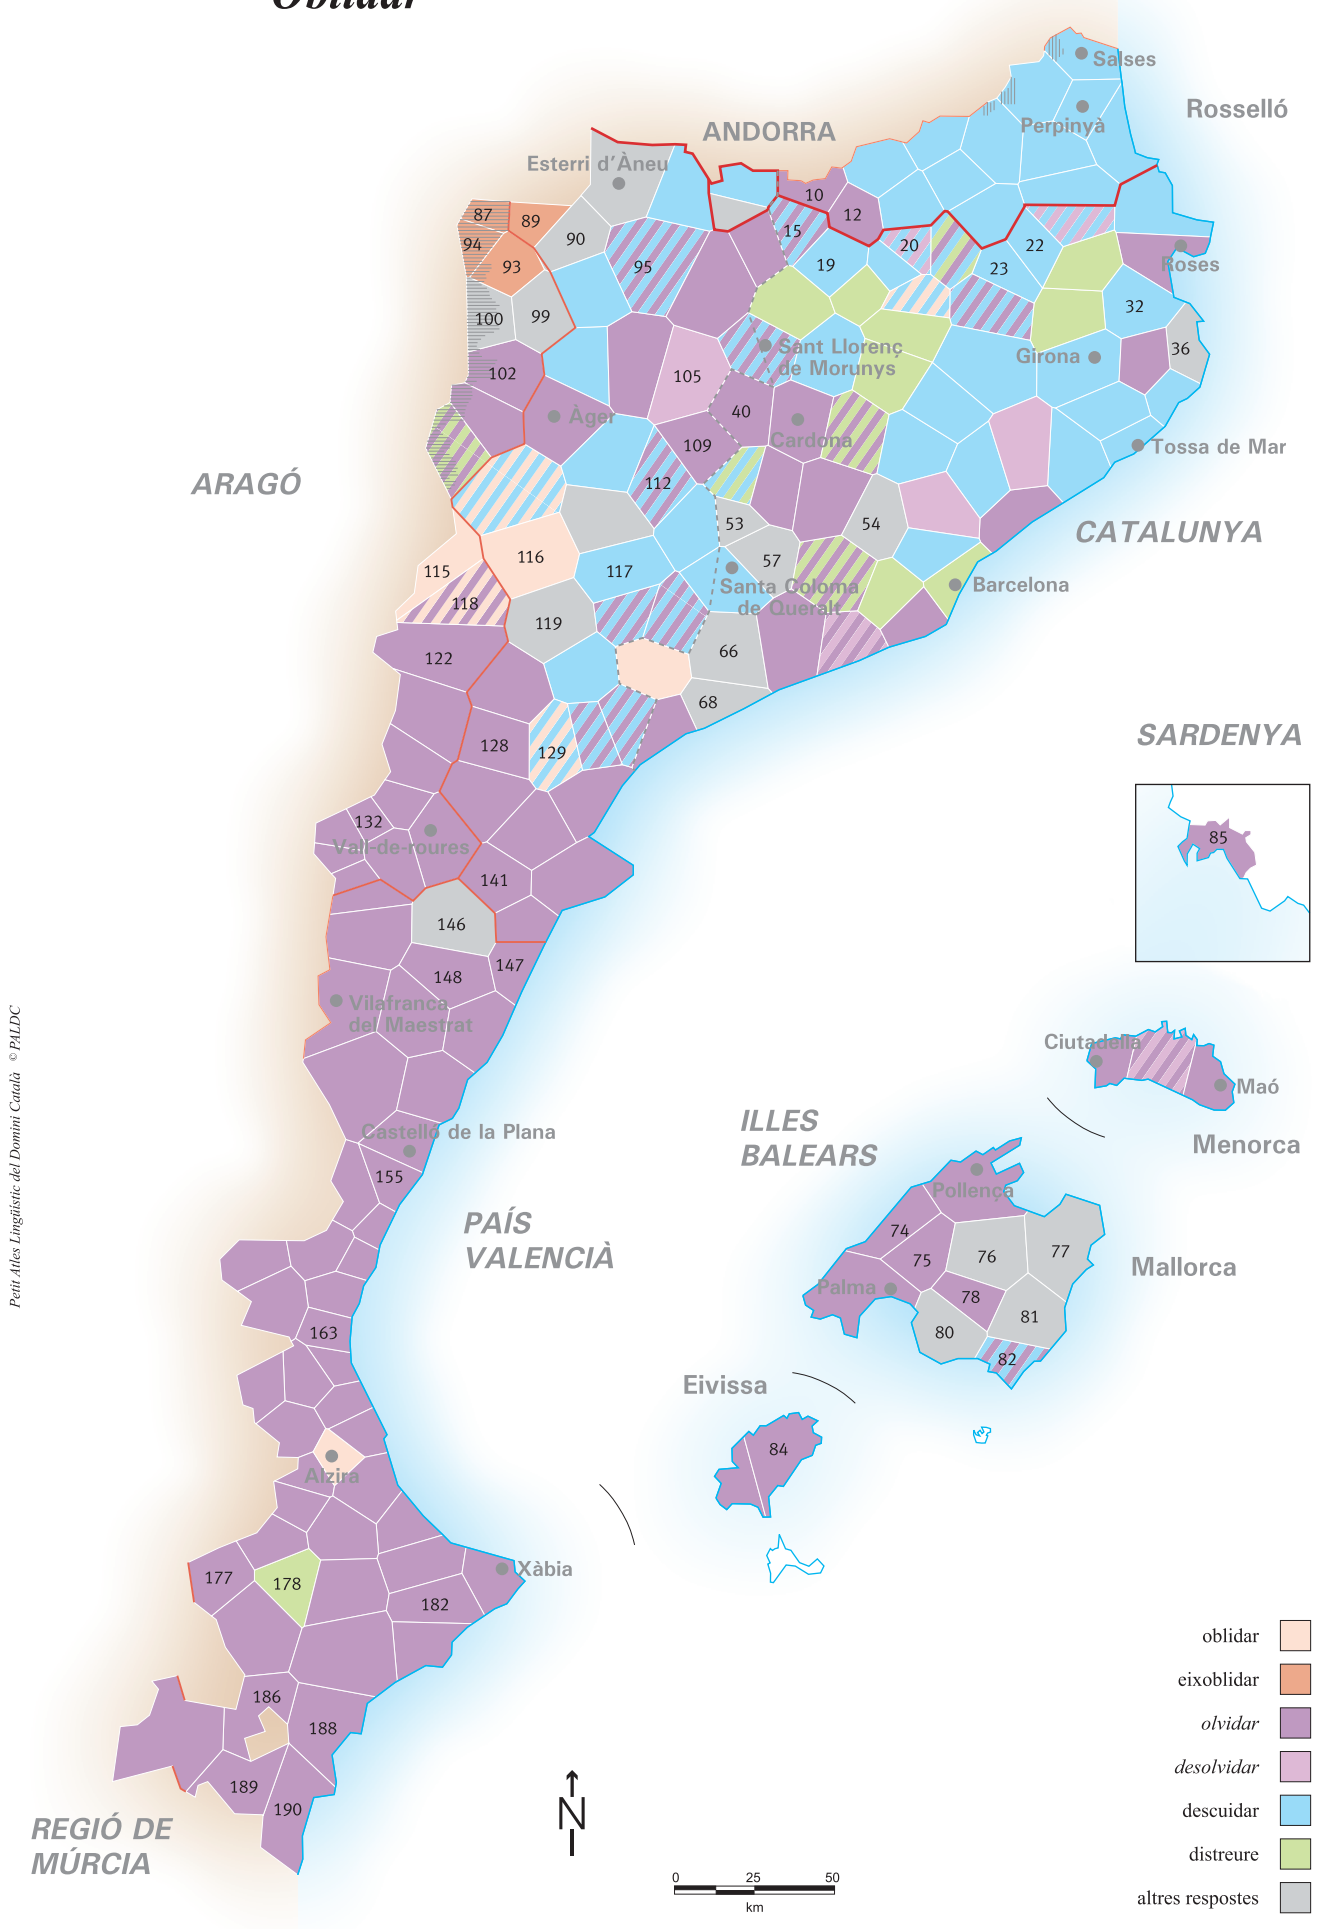 Oblidar
Salses
Rosselló
ANDORRA
Perpinyà
Esterri d'Àneu
10
87
89
12
15
94
90
20
22
Roses
93
95
19
23
32
100
99
Sant Llorenç
de Morunys
Girona
36
102
105
Àger
40
Cardona
109
Tossa de Mar
ARAGÓ
112
53
54
CATALUNYA
116
57
115
117
Santa Coloma
de Queralt
Barcelona
118
119
122
66
68
128
129
SARDENYA
132
85
Vall-de-roures
141
146
147
148
Vilafranca
del Maestrat
Ciutadella
Maó
Petit Atles Lingüístic del Domini Català © PALDC
ILLES
BALEARS
Castelló de la Plana
Menorca
155
Pollença
PAÍS
VALENCIÀ
74
75
76
77
Mallorca
Palma
78
81
80
163
82
Eivissa
84
Alzira
Xàbia
177
178
182
oblidar
eixoblidar
186
olvidar
188
desolvidar
189
190
descuidar
REGIÓ DE
MÚRCIA
N
distreure
0 25 50
km
altres respostes